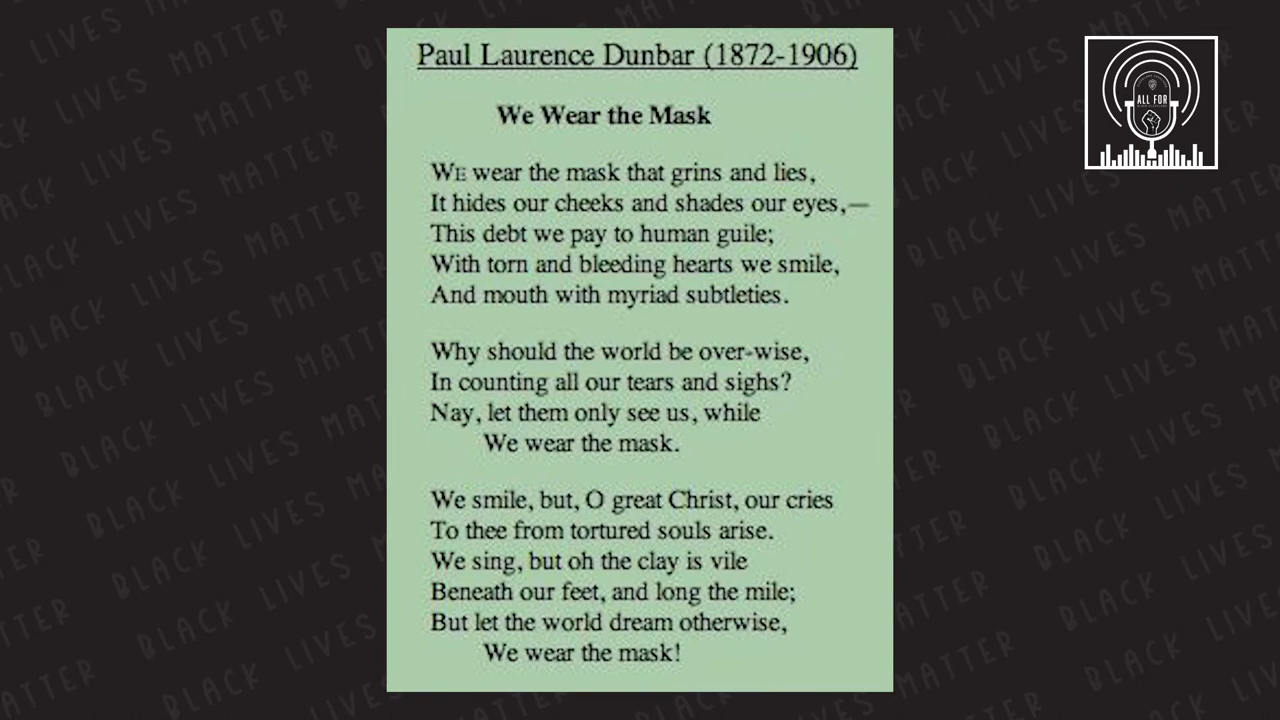 Paul Laurence Dunbar (1872-1906)
We Wear the Mask
WE wear the mask that grins and lies,
It hides our cheeks and shades our eyes,—
This debt we pay to human guile;
With torn and bleeding hearts we smile,
And mouth with myriad subtleties.
Why should the world be over-wise,
In counting all our tears and sighs?
Nay, let them only see us, while
We wear the mask.
We smile, but, O great Christ, our cries
To thee from tortured souls arise.
We sing, but oh the clay is vile
Beneath our feet, and long the mile;
But let the world dream otherwise,
We wear the mask!
ALL FOR
BLACK LIVES MATTER